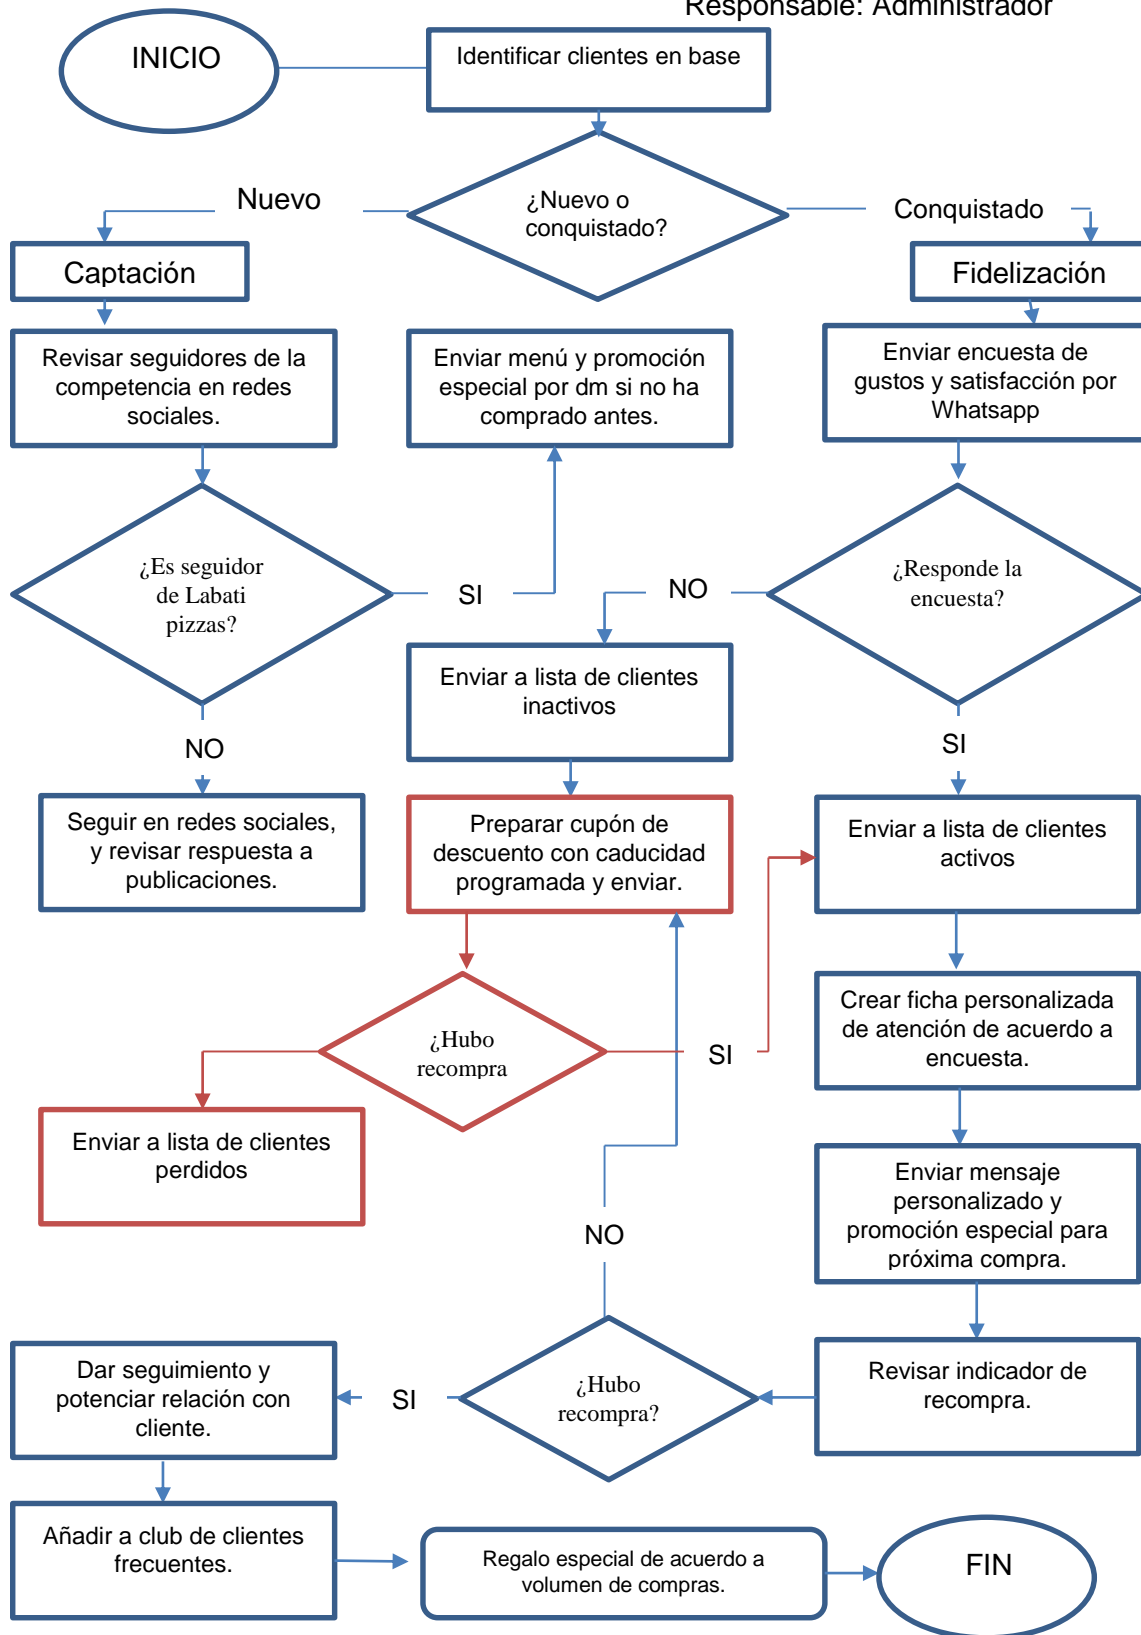 Responsable: Administrador
INICIO
Identificar clientes en base
¿Nuevo o
conquistado?
Nuevo
Conquistado
Captación
Fidelización
Revisar seguidores de la
competencia en redes
sociales.
Enviar menú y promoción
especial por dm si no ha
comprado antes.
Enviar encuesta de
gustos y satisfacción por
Whatsapp
¿Es seguidor
de Labati
pizzas?
SI
NO
¿Responde la
encuesta?
Enviar a lista de clientes
inactivos
NO
SI
Seguir en redes sociales,
y revisar respuesta a
publicaciones.
Preparar cupón de
descuento con caducidad
programada y enviar.
Enviar a lista de clientes
activos
¿Hubo
recompra
SI
Crear ficha personalizada
de atención de acuerdo a
encuesta.
Enviar a lista de clientes
perdidos
Enviar mensaje
personalizado y
promoción especial para
próxima compra.
NO
Dar seguimiento y
potenciar relación con
cliente.
SI
¿Hubo
recompra?
Revisar indicador de
recompra.
Añadir a club de clientes
frecuentes.
Regalo especial de acuerdo a
volumen de compras.
FIN